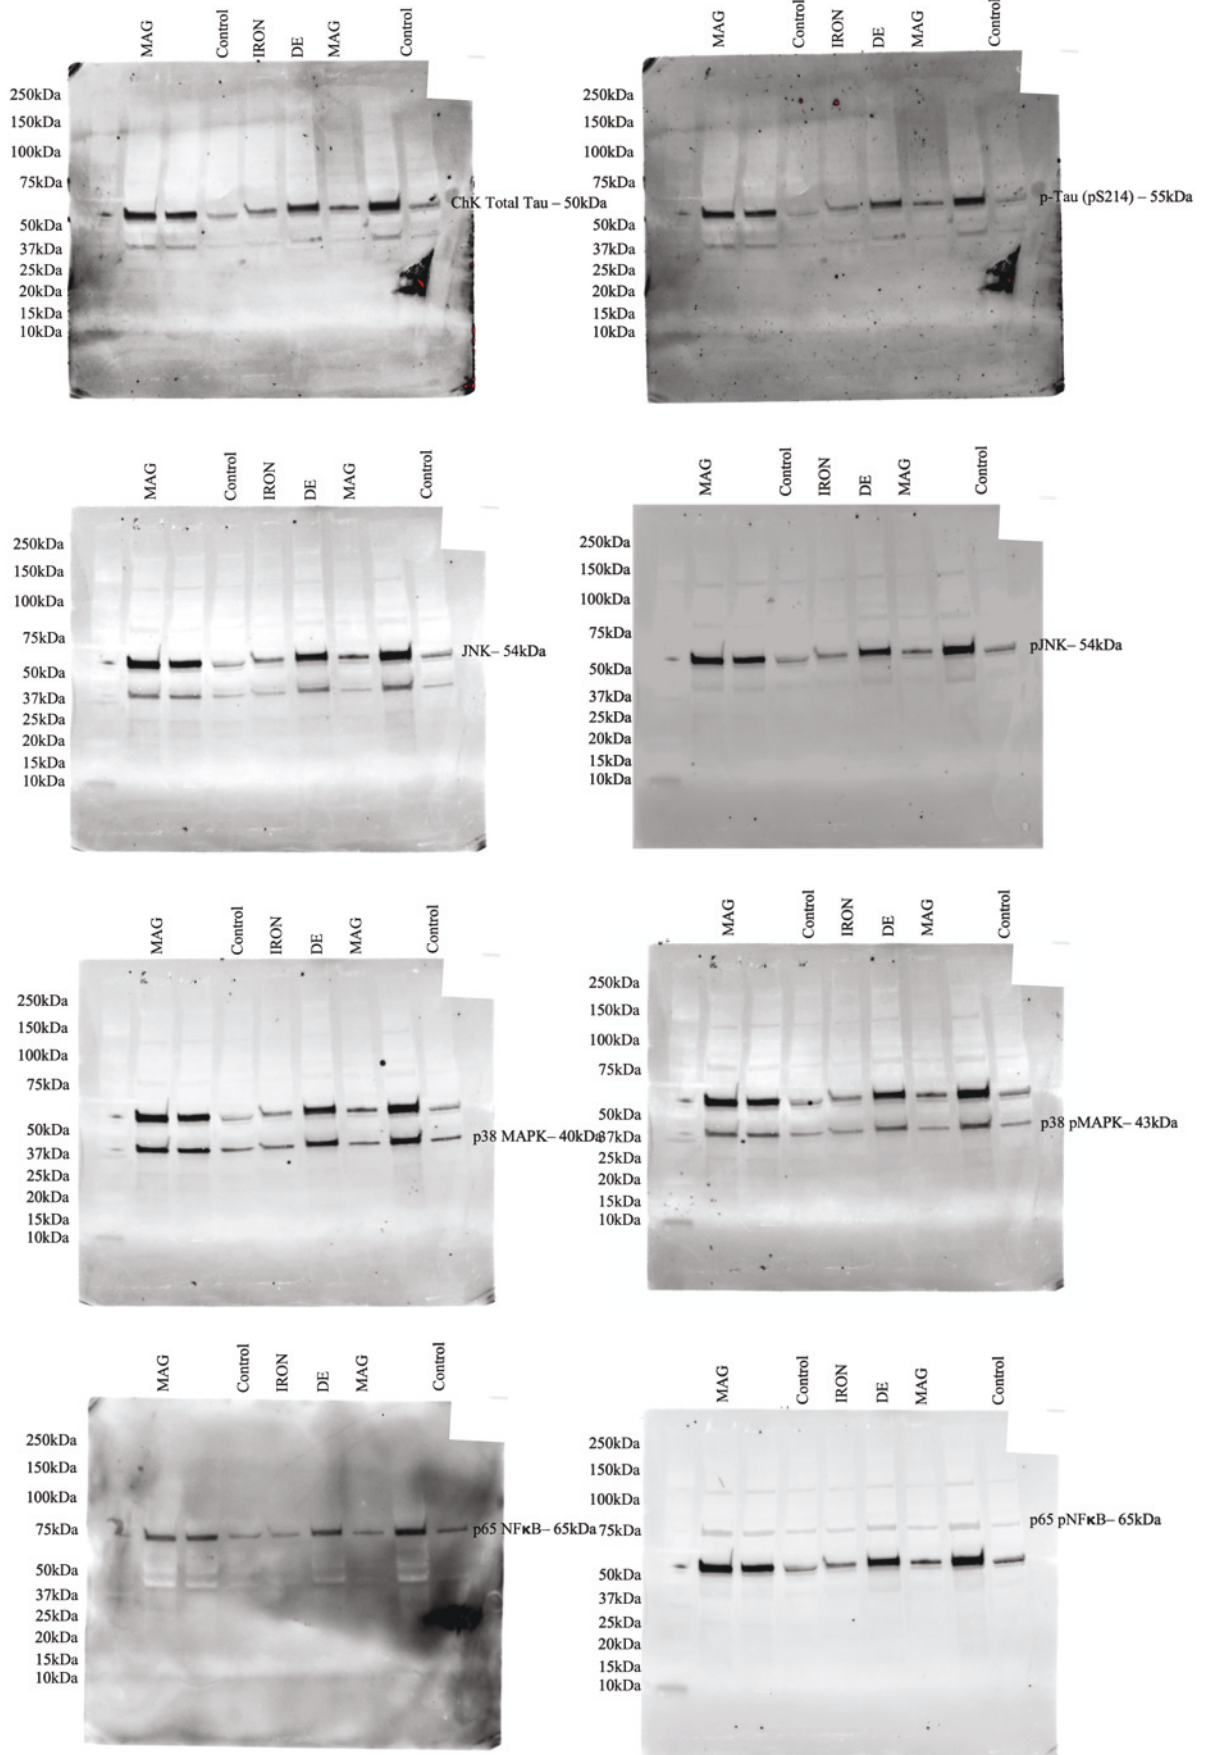 MAG Control IRON DE MAG Control
250kDa
150kDa
100kDa
75kDa
ChK Total Tau – 50kDa
50kDa
37kDa
25kDa
20kDa
15kDa
10kDa
MAG Control IRON DE MAG Control
250kDa
150kDa
100kDa
75kDa
p-Tau (pS214) – 55kDa
50kDa
37kDa
25kDa
20kDa
15kDa
10kDa
MAG Control IRON DE MAG Control
250kDa
150kDa
100kDa
75kDa
JNK– 54kDa
50kDa
37kDa
25kDa
20kDa
15kDa
10kDa
MAG Control IRON DE MAG Control
250kDa
150kDa
100kDa
75kDa
pJNK– 54kDa
50kDa
37kDa
25kDa
20kDa
15kDa
10kDa
MAG Control IRON DE MAG Control
250kDa
150kDa
100kDa
75kDa
50kDa
p38 MAPK– 40kDa
37kDa
25kDa
20kDa
15kDa
10kDa
MAG Control IRON DE MAG Control
250kDa
150kDa
100kDa
75kDa
50kDa
p38 pMAPK– 43kDa
37kDa
25kDa
20kDa
15kDa
10kDa
MAG Control IRON DE MAG Control
250kDa
150kDa
100kDa
75kDa
p65 NFκB– 65kDa
50kDa
37kDa
25kDa
20kDa
15kDa
10kDa
MAG Control IRON DE MAG Control
250kDa
150kDa
100kDa
p65 pNFκB– 65kDa
75kDa
50kDa
37kDa
25kDa
20kDa
15kDa
10kDa